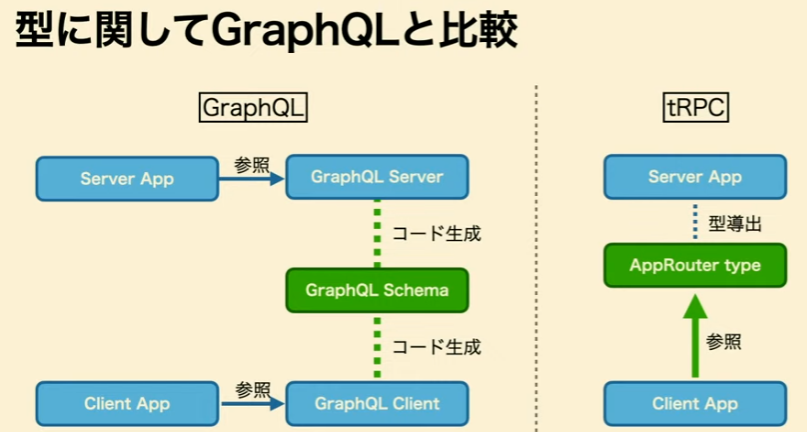 型に関してGraphQLと比較
GraphQL
Server App
参照
GraphQL Server
コード生成
GraphQL Schema
コード生成
Client App
参照
GraphQL Client
tRPC
Server App
型導出
AppRouter type
参照
Client App